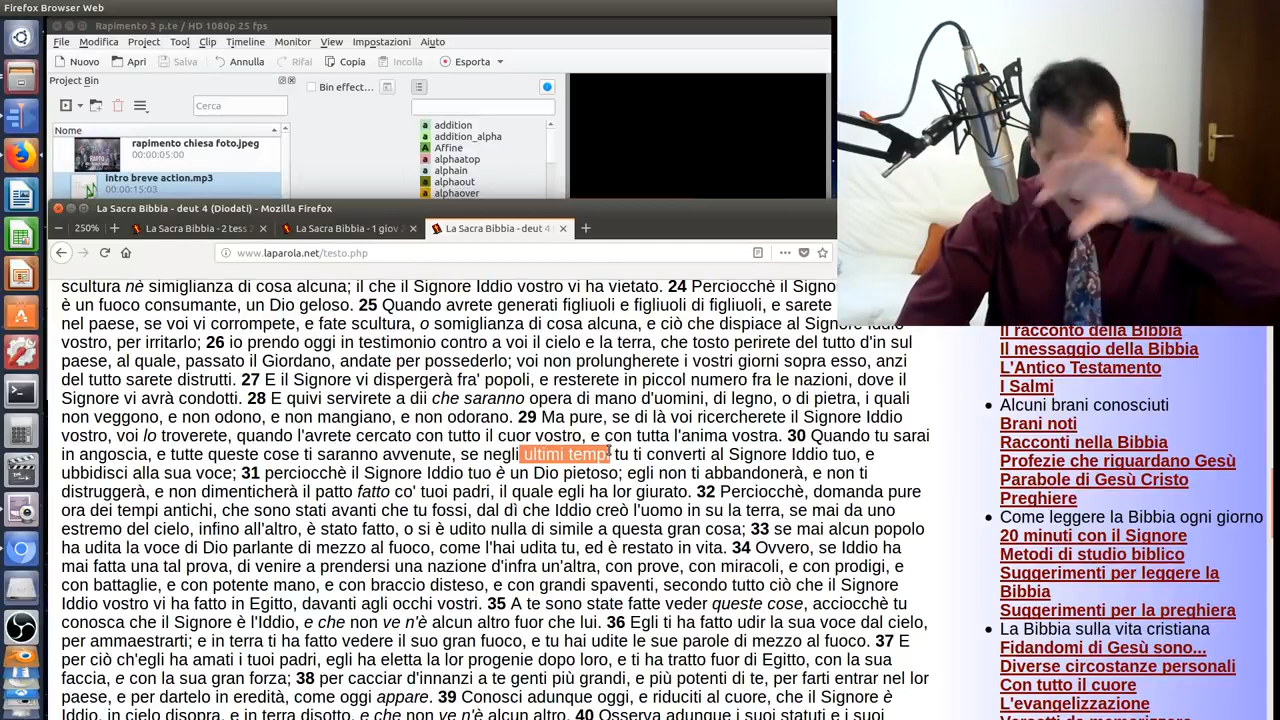 Firefox Browser Web
Rapimento 3 p.te / HD 1080p 25 fps
File Modifica Project Tool Clip Timeline Monitor View Impostazioni Aiuto
Nuovo Apri Salva Annulla Rifai Copia Incolla Esporta
Project Bin
Bin effect...
Cerca
Nome
rapimento chiesa foto.jpeg
00:00:05:00
intro breve action.mp3
00:00:15:03
addition
addition_alpha
Affine
alphaatop
alphain
alphaout
alphaover
La Sacra Bibbia - deut 4 (Diodati) - Mozilla Firefox
250% La Sacra Bibbia - 2 tess 2 La Sacra Bibbia - 1 giov 2 La Sacra Bibbia - deut 4
www.laparola.net/testo.php
scultura nè simiglianza di cosa alcuna; il che il Signore Iddio vostro vi ha vietato. 24 Perciocchè il Signo
è un fuoco consumante, un Dio geloso. 25 Quando avrete generati figliuoli e figliuoli di figliuoli, e sarete
nel paese, se voi vi corrompete, e fate scultura, o somiglianza di cosa alcuna, e ciò che dispiace al Signore Iddio
vostro, per irritarlo; 26 io prendo oggi in testimonio contro a voi il cielo e la terra, che tosto perirete del tutto d'in sul
paese, al quale, passato il Giordano, andate per possederlo; voi non prolungherete i vostri giorni sopra esso, anzi
del tutto sarete distrutti. 27 E il Signore vi dispergerà fra' popoli, e resterete in piccol numero fra le nazioni, dove il
Signore vi avrà condotti. 28 E quivi servirete a dii che saranno opera di mano d'uomini, di legno, o di pietra, i quali
non veggono, e non odono, e non mangiano, e non odorano. 29 Ma pure, se di là voi ricercherete il Signore Iddio
vostro, voi lo troverete, quando l'avrete cercato con tutto il cuor vostro, e con tutta l'anima vostra. 30 Quando tu sarai
in angoscia, e tutte queste cose ti saranno avvenute, se negli ultimi tempi tu ti converti al Signore Iddio tuo, e
ubbidisci alla sua voce; 31 perciocchè il Signore Iddio tuo è un Dio pietoso; egli non ti abbandonerà, e non ti
distruggerà, e non dimenticherà il patto fatto co' tuoi padri, il quale egli ha lor giurato. 32 Perciocchè, domanda pure
ora dei tempi antichi, che sono stati avanti che tu fossi, dal dì che Iddio creò l'uomo in su la terra, se mai da uno
estremo del cielo, infino all'altro, è stato fatto, o si è udito nulla di simile a questa gran cosa; 33 se mai alcun popolo
ha udita la voce di Dio parlante di mezzo al fuoco, come l'hai udita tu, ed è restato in vita. 34 Ovvero, se Iddio ha
mai fatta una tal prova, di venire a prendersi una nazione d'infra un'altra, con prove, con miracoli, e con prodigi, e
con battaglie, e con potente mano, e con braccio disteso, e con grandi spaventi, secondo tutto ciò che il Signore
Iddio vostro vi ha fatto in Egitto, davanti agli occhi vostri. 35 A te sono state fatte veder queste cose, acciocchè tu
conosca che il Signore è l'Iddio, e che non ve n'è alcun altro fuor che lui. 36 Egli ti ha fatto udir la sua voce dal cielo,
per ammaestrarti; e in terra ti ha fatto vedere il suo gran fuoco, e tu hai udite le sue parole di mezzo al fuoco. 37 E
per ciò ch'egli ha amati i tuoi padri, egli ha eletta la lor progenie dopo loro, e ti ha tratto fuor di Egitto, con la sua
faccia, e con la sua gran forza; 38 per cacciar d'innanzi a te genti più grandi, e più potenti di te, per farti entrare nel lor
paese, e per dartelo in eredità, come oggi appare. 39 Conosci adunque oggi, e riduciti al cuore, che il Signore è
Iddio, in cielo disopra, e in terra disotto, e che non ve n'è alcun altro. 40 Osserva adunque i suoi statuti e i suoi
Il racconto della Bibbia
Il messaggio della Bibbia
L'Antico Testamento
I Salmi
Alcuni brani conosciuti
Brani noti
Racconti nella Bibbia
Profezie che riguardano Gesù
Parabole di Gesù Cristo
Preghiere
Come leggere la Bibbia ogni giorno
20 minuti con il Signore
Metodi di studio biblico
Suggerimenti per leggere la
Bibbia
Suggerimenti per la preghiera
La Bibbia sulla vita cristiana
Fidandomi di Gesù sono...
Diverse circostanze personali
Con tutto il cuore
L'evangelizzazione
Versetti da memorizzare